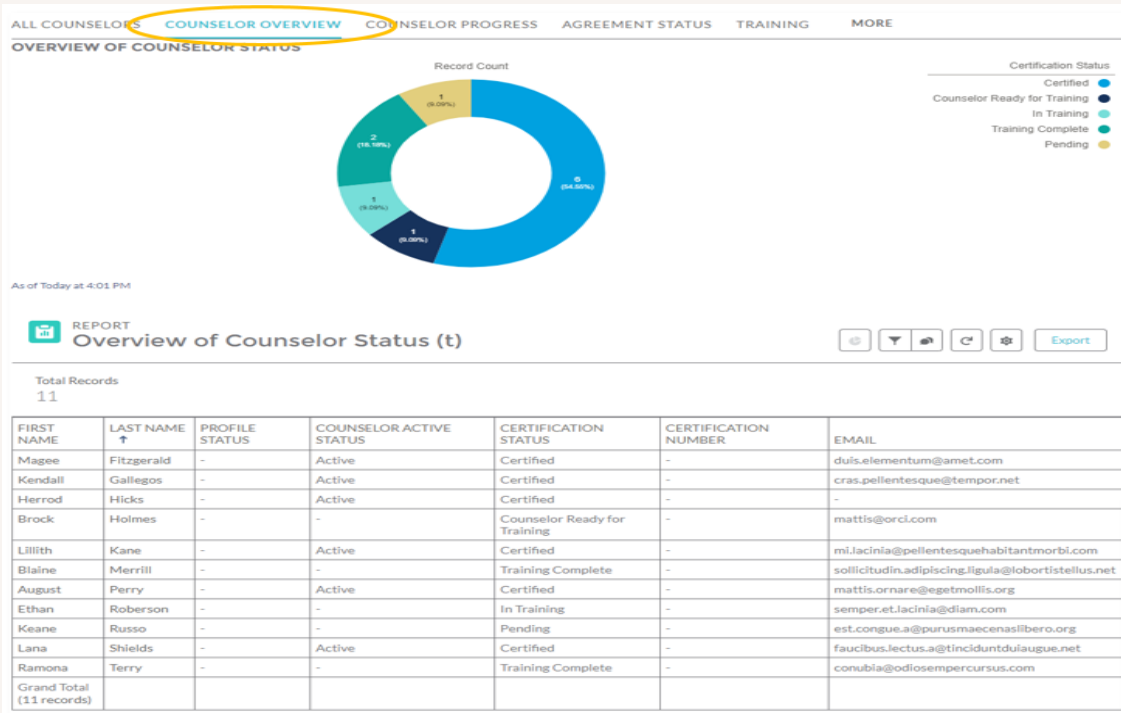 ALL COUNSELORS COUNSELOR OVERVIEW COUNSELOR PROGRESS AGREEMENT STATUS TRAINING MORE
OVERVIEW OF COUNSELOR STATUS
Record Count
Certification Status
Certified
Counselor Ready for Training
In Training
Training Complete
Pending
1
(9.09%)
2
(18.18%)
1
(9.09%)
1
(9.09%)
6
(54.55%)
As of Today at 4:01 PM
REPORT
Overview of Counselor Status (t)
Export
Total Records
11
FIRST NAME LAST NAME ↑ PROFILE STATUS COUNSELOR ACTIVE STATUS CERTIFICATION STATUS CERTIFICATION NUMBER EMAIL
Magee Fitzgerald - Active Certified - duis.elementum@amet.com
Kendall Gallegos - Active Certified - cras.pellentesque@tempor.net
Herrod Hicks - Active Certified - -
Brock Holmes - - Counselor Ready for Training - mattis@orci.com
Lillith Kane - Active Certified - mi.lacinia@pellentesquehabitantmorbi.com
Blaine Merrill - - Training Complete - sollicitudin.adipiscing.ligula@lobortistellus.net
August Perry - Active Certified - mattis.ornare@egetmollis.org
Ethan Roberson - - In Training - semper.et.lacinia@diam.com
Keane Russo - - Pending - est.congue.a@purusmaecenaslibero.org
Lana Shields - Active Certified - faucibus.lectus.a@tinciduntduiaugue.net
Ramona Terry - - Training Complete - conubia@odiosempercursus.com
Grand Total
(11 records)